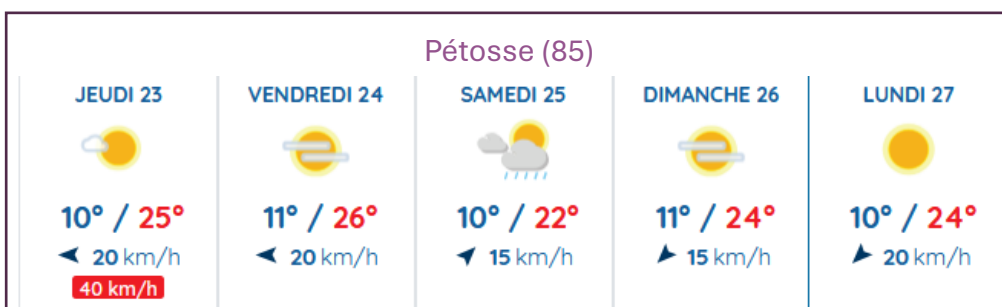 Pétosse (85)
JEUDI 23 VENDREDI 24 SAMEDI 25 DIMANCHE 26 LUNDI 27
10° / 25° 11° / 26° 10° / 22° 11° / 24° 10° / 24°
20 km/h 20 km/h 15 km/h 15 km/h 20 km/h
40 km/h